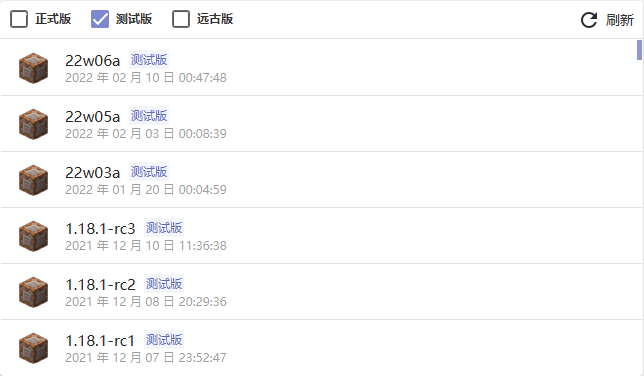 正式版 测试版 远古版 刷新
22w06a 测试版
2022 年 02 月 10 日 00:47:48
22w05a 测试版
2022 年 02 月 03 日 00:08:39
22w03a 测试版
2022 年 01 月 20 日 00:04:59
1.18.1-rc3 测试版
2021 年 12 月 10 日 11:36:38
1.18.1-rc2 测试版
2021 年 12 月 08 日 20:29:36
1.18.1-rc1 测试版
2021 年 12 月 07 日 23:52:47